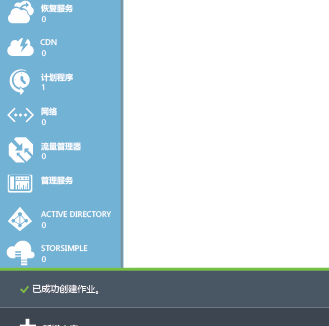 恢复服务
0
CDN
0
计划程序
1
网络
0
流量管理器
0
管理服务
ACTIVE DIRECTORY
0
STORSIMPLE
0
已成功创建作业。